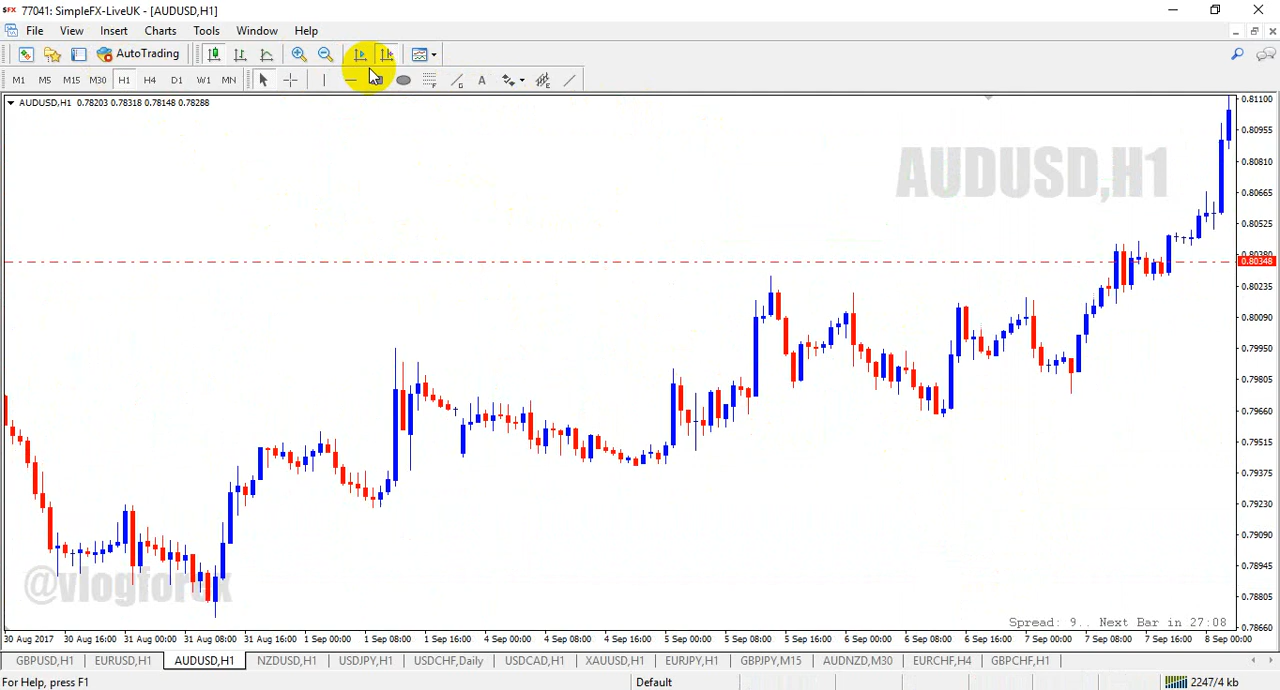 SFX 77041: SimpleFX-LiveUK - [AUDUSD,H1]
File View Insert Charts Tools Window Help
AutoTrading
M1 M5 M15 M30 H1 H4 D1 W1 MN A
AUDUSD,H1 0.78203 0.78318 0.78148 0.78288
AUDUSD,H1
0.81100
0.80955
0.80810
0.80665
0.80525
0.80380
0.80348
0.80235
0.80090
0.79950
0.79805
0.79660
0.79515
0.79375
0.79230
0.79090
0.78945
0.78805
0.78660
@vlogforex
Spread: 9.. Next Bar in 27:08
30 Aug 2017 30 Aug 16:00 31 Aug 00:00 31 Aug 08:00 31 Aug 16:00 1 Sep 00:00 1 Sep 08:00 1 Sep 16:00 4 Sep 00:00 4 Sep 08:00 4 Sep 16:00 5 Sep 00:00 5 Sep 08:00 5 Sep 16:00 6 Sep 00:00 6 Sep 08:00 6 Sep 16:00 7 Sep 00:00 7 Sep 08:00 7 Sep 16:00 8 Sep 00:00
GBPUSD,H1 EURUSD,H1 AUDUSD,H1 NZDUSD,H1 USDJPY,H1 USDCHF,Daily USDCAD,H1 XAUUSD,H1 EURJPY,H1 GBPJPY,M15 AUDNZD,M30 EURCHF,H4 GBPCHF,H1
For Help, press F1 Default 2247/4 kb